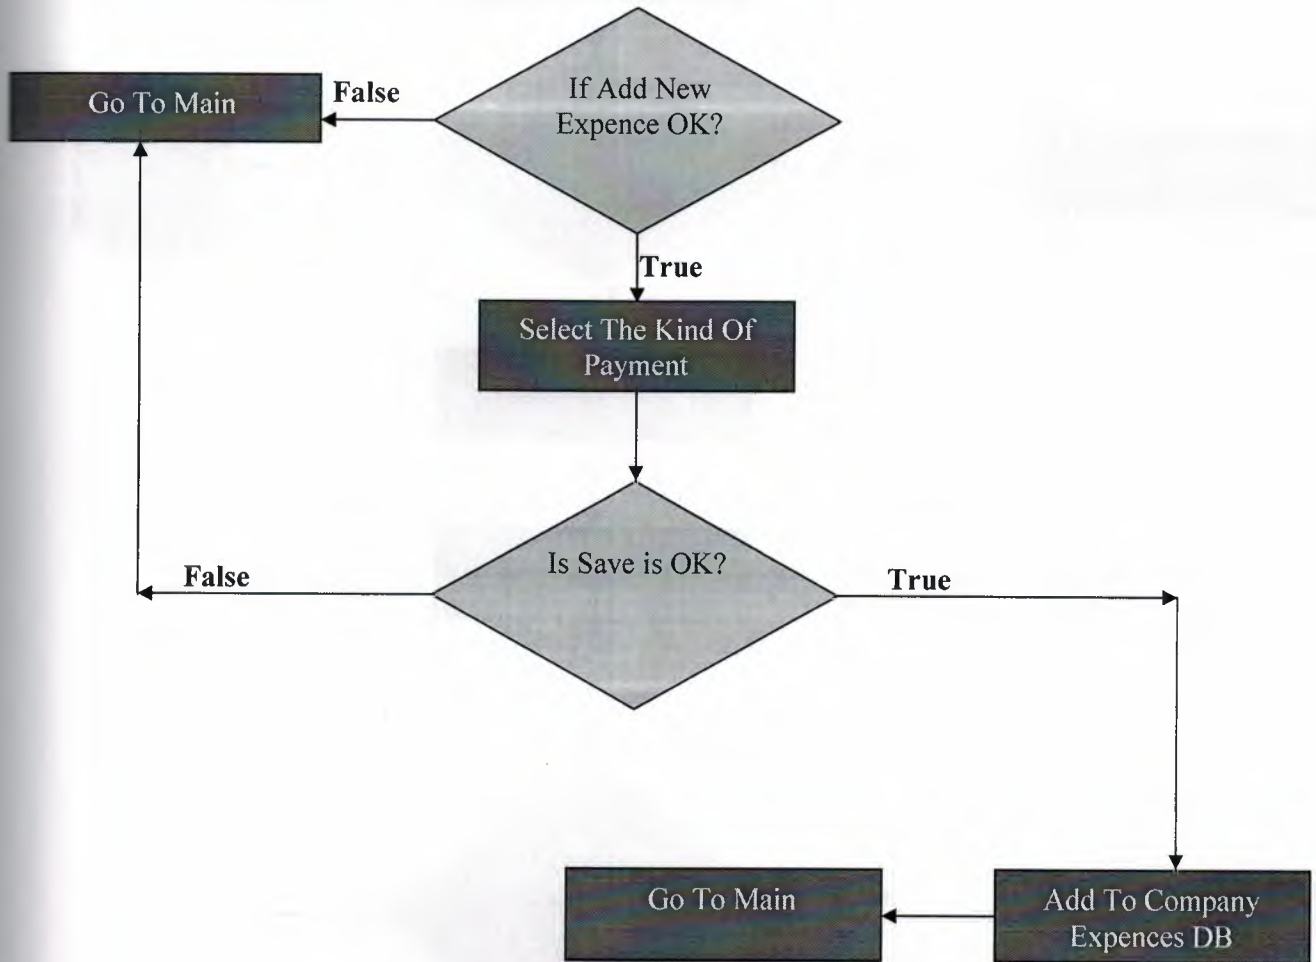 If Add New
Expence OK?
False
Go To Main
True
Select The Kind Of
Payment
Is Save is OK?
False
True
Go To Main
Add To Company
Expences DB